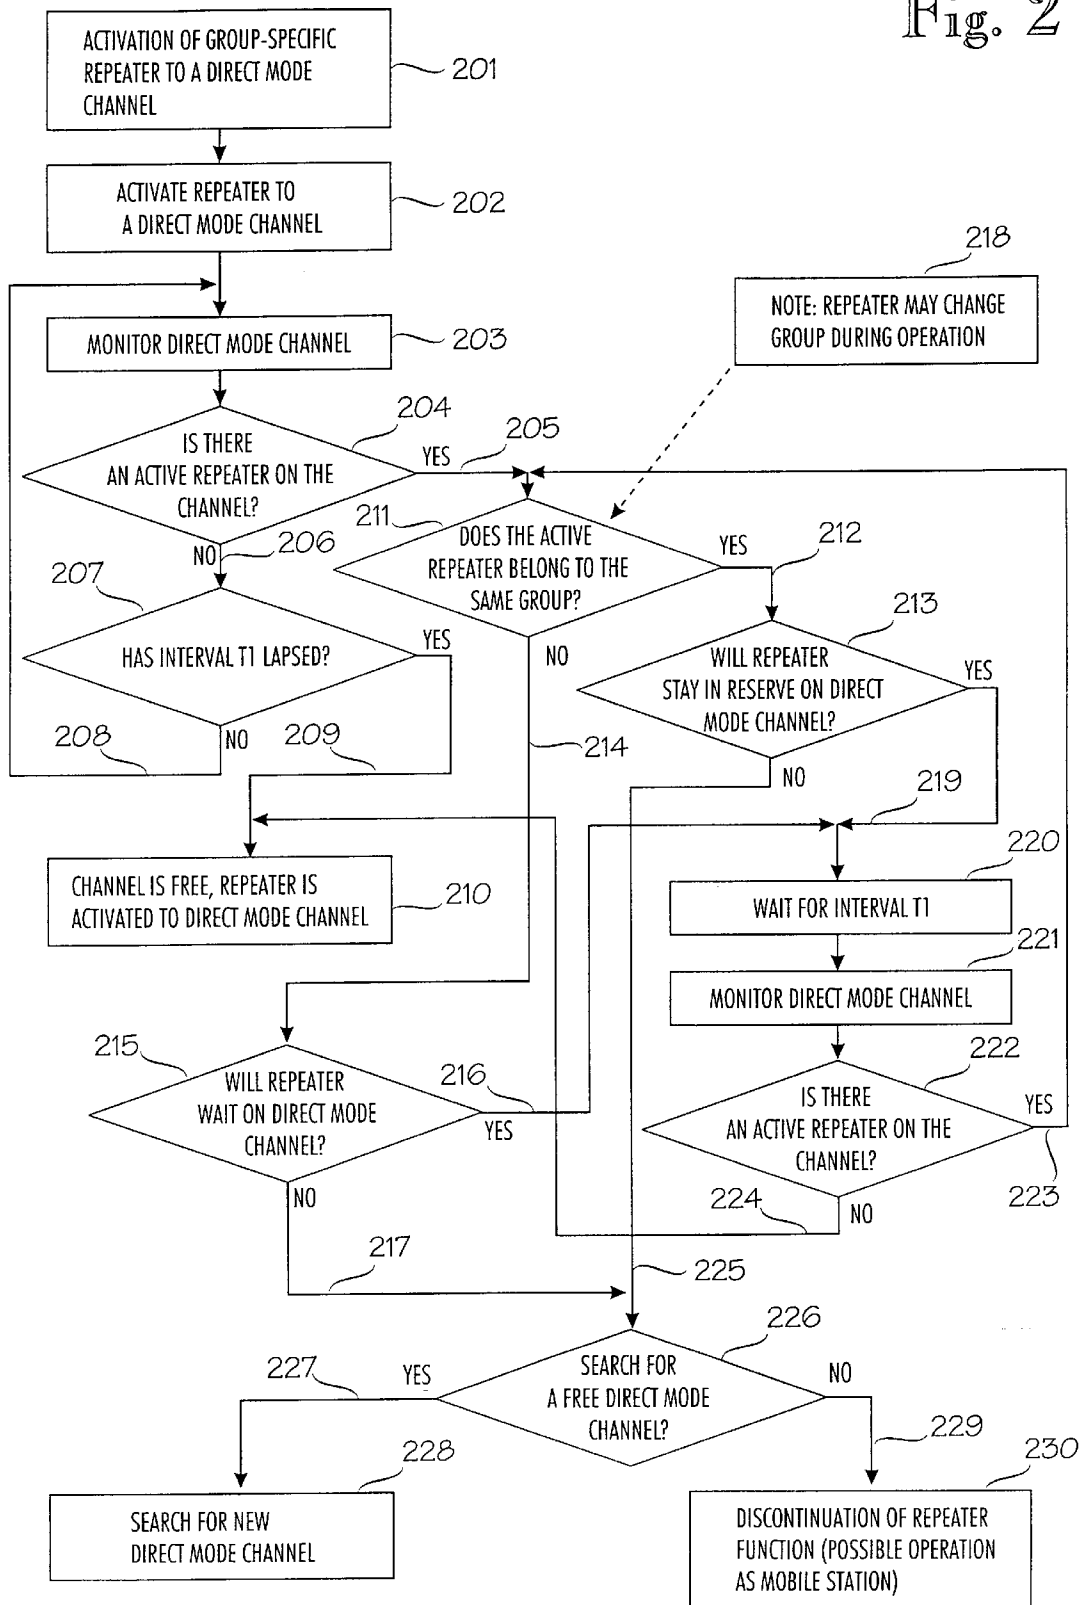 Fig. 2
ACTIVATION OF GROUP-SPECIFIC
REPEATER TO A DIRECT MODE
CHANNEL
201
ACTIVATE REPEATER TO
A DIRECT MODE CHANNEL
202
218
NOTE: REPEATER MAY CHANGE
GROUP DURING OPERATION
MONITOR DIRECT MODE CHANNEL
203
204
IS THERE
AN ACTIVE REPEATER ON THE
CHANNEL?
YES
205
NO
206
211
DOES THE ACTIVE
REPEATER BELONG TO THE
SAME GROUP?
YES
212
NO
207
HAS INTERVAL T1 LAPSED?
YES
NO
208
209
213
WILL REPEATER
STAY IN RESERVE ON DIRECT
MODE CHANNEL?
YES
NO
214
219
CHANNEL IS FREE, REPEATER IS
ACTIVATED TO DIRECT MODE CHANNEL
210
220
WAIT FOR INTERVAL T1
221
MONITOR DIRECT MODE CHANNEL
215
WILL REPEATER
WAIT ON DIRECT MODE
CHANNEL?
216
YES
NO
222
IS THERE
AN ACTIVE REPEATER ON THE
CHANNEL?
YES
223
NO
224
217
225
226
SEARCH FOR
A FREE DIRECT MODE
CHANNEL?
YES
227
NO
229
228
SEARCH FOR NEW
DIRECT MODE CHANNEL
230
DISCONTINUATION OF REPEATER
FUNCTION (POSSIBLE OPERATION
AS MOBILE STATION)